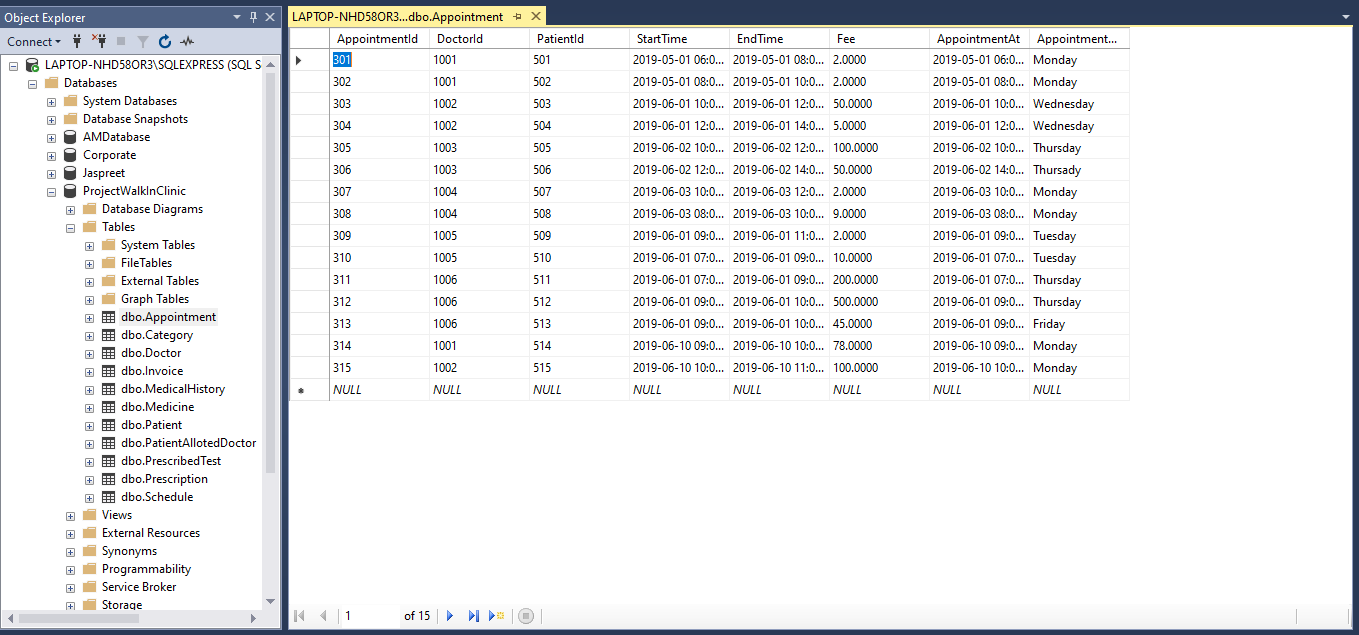 Object Explorer
Connect
LAPTOP-NHD58OR3\SQLEXPRESS (SQL S
Databases
System Databases
Database Snapshots
AMDatabase
Corporate
Jaspreet
ProjectWalkInClinic
Database Diagrams
Tables
System Tables
FileTables
External Tables
Graph Tables
dbo.Appointment
dbo.Category
dbo.Doctor
dbo.Invoice
dbo.MedicalHistory
dbo.Medicine
dbo.Patient
dbo.PatientAllotedDoctor
dbo.PrescribedTest
dbo.Prescription
dbo.Schedule
Views
External Resources
Synonyms
Programmability
Service Broker
Storage
LAPTOP-NHD58OR3...dbo.Appointment
AppointmentId DoctorId PatientId StartTime EndTime Fee AppointmentAt Appointment...
301 1001 501 2019-05-01 06:0... 2019-05-01 08:0... 2.0000 2019-05-01 06:0... Monday
302 1001 502 2019-05-01 08:0... 2019-05-01 10:0... 2.0000 2019-05-01 08:0... Monday
303 1002 503 2019-06-01 10:0... 2019-06-01 12:0... 50.0000 2019-06-01 10:0... Wednesday
304 1002 504 2019-06-01 12:0... 2019-06-01 14:0... 5.0000 2019-06-01 12:0... Wednesday
305 1003 505 2019-06-02 10:0... 2019-06-02 12:0... 100.0000 2019-06-02 10:0... Thursday
306 1003 506 2019-06-02 12:0... 2019-06-02 14:0... 50.0000 2019-06-02 14:0... Thursady
307 1004 507 2019-06-03 10:0... 2019-06-03 12:0... 2.0000 2019-06-03 10:0... Monday
308 1004 508 2019-06-03 08:0... 2019-06-03 10:0... 9.0000 2019-06-03 08:0... Monday
309 1005 509 2019-06-01 09:0... 2019-06-01 11:0... 2.0000 2019-06-01 09:0... Tuesday
310 1005 510 2019-06-01 07:0... 2019-06-01 09:0... 10.0000 2019-06-01 07:0... Tuesday
311 1006 511 2019-06-01 07:0... 2019-06-01 09:0... 200.0000 2019-06-01 07:0... Thursday
312 1006 512 2019-06-01 09:0... 2019-06-01 10:0... 500.0000 2019-06-01 09:0... Thursday
313 1006 513 2019-06-01 09:0... 2019-06-01 10:0... 45.0000 2019-06-01 09:0... Friday
314 1001 514 2019-06-10 09:0... 2019-06-10 10:0... 78.0000 2019-06-10 09:0... Monday
315 1002 515 2019-06-10 10:0... 2019-06-10 11:0... 100.0000 2019-06-10 10:0... Monday
NULL NULL NULL NULL NULL NULL NULL NULL
1 of 15